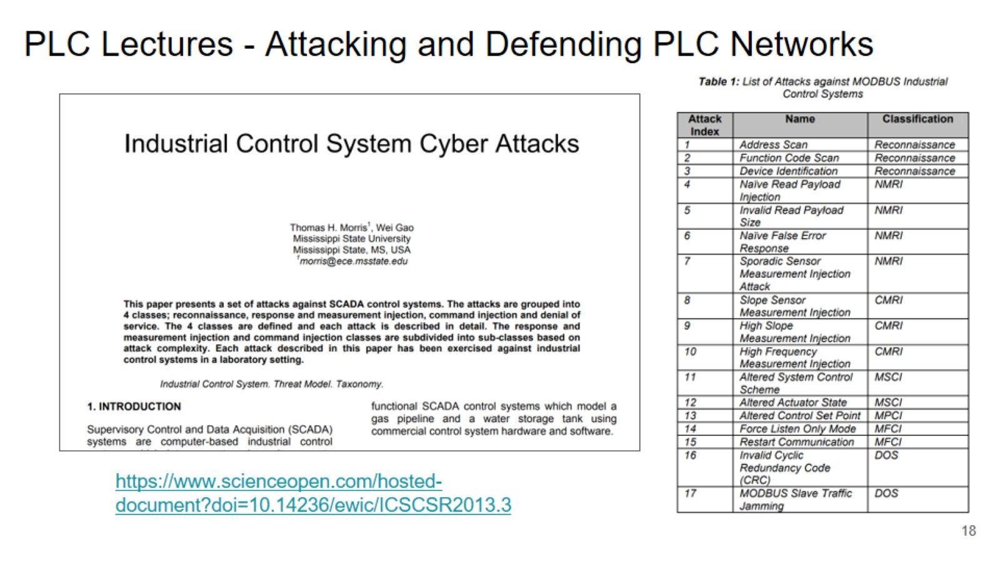 PLC Lectures - Attacking and Defending PLC Networks
Industrial Control System Cyber Attacks
Thomas H. Morris1, Wei Gao
Mississippi State University
Mississippi State, MS, USA
1morris@ece.msstate.edu
This paper presents a set of attacks against SCADA control systems. The attacks are grouped into
4 classes; reconnaissance, response and measurement injection, command injection and denial of
service. The 4 classes are defined and each attack is described in detail. The response and
measurement injection and command injection classes are subdivided into sub-classes based on
attack complexity. Each attack described in this paper has been exercised against industrial
control systems in a laboratory setting.
Industrial Control System. Threat Model. Taxonomy.
1. INTRODUCTION
Supervisory Control and Data Acquisition (SCADA)
systems are computer-based industrial control
functional SCADA control systems which model a
gas pipeline and a water storage tank using
commercial control system hardware and software.
https://www.scienceopen.com/hosted-
document?doi=10.14236/ewic/ICSCSR2013.3
Table 1: List of Attacks against MODBUS Industrial
Control Systems
Attack Name Classification
Index
1 Address Scan Reconnaissance
2 Function Code Scan Reconnaissance
3 Device Identification Reconnaissance
4 Naïve Read Payload NMRI
Injection
5 Invalid Read Payload NMRI
Size
6 Naïve False Error NMRI
Response
7 Sporadic Sensor NMRI
Measurement Injection
Attack
8 Slope Sensor CMRI
Measurement Injection
9 High Slope CMRI
Measurement Injection
10 High Frequency CMRI
Measurement Injection
11 Altered System Control MSCI
Scheme
12 Altered Actuator State MSCI
13 Altered Control Set Point MPCI
14 Force Listen Only Mode MFCI
15 Restart Communication MFCI
16 Invalid Cyclic DOS
Redundancy Code
(CRC)
17 MODBUS Slave Traffic DOS
Jamming
18